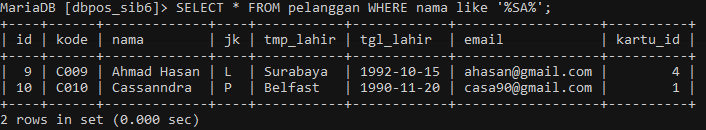 MariaDB [dbpos_sib6]> SELECT * FROM pelanggan WHERE nama like '%SA%';
+----+------+-------------+----+-----------+------------+------------------+----------+
| id | kode | nama        | jk | tmp_lahir | tgl_lahir  | email            | kartu_id |
+----+------+-------------+----+-----------+------------+------------------+----------+
|  9 | C009 | Ahmad Hasan | L  | Surabaya  | 1992-10-15 | ahasan@gmail.com |        4 |
| 10 | C010 | Cassanndra  | P  | Belfast   | 1990-11-20 | casa90@gmail.com |        1 |
+----+------+-------------+----+-----------+------------+------------------+----------+
2 rows in set (0.000 sec)